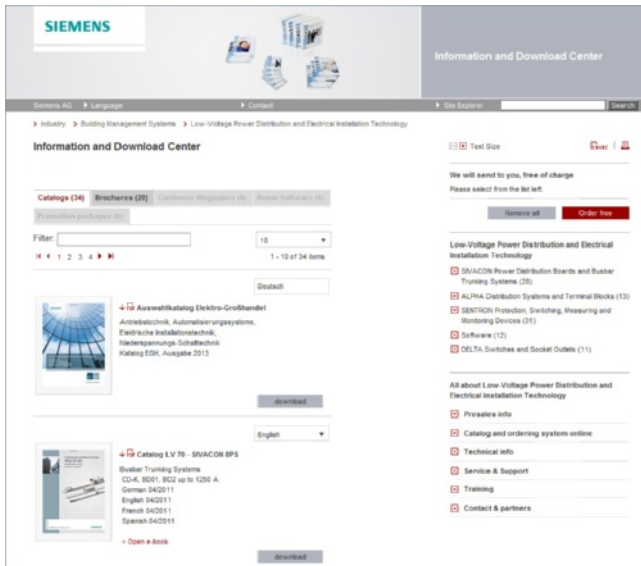 SIEMENS
Information and Download Center
Siemens AG Language Contact Site Explorer Search
Industry Building Management Systems Low-Voltage Power Distribution and Electrical Installation Technology
Information and Download Center
Text Size
We will send to you, free of charge
Please select from the list left.
Catalogs (34) Brochures (29) Customer Magazines (6) Demo Software (4)
Promotion packages (6)
Remove all Order free
Filter: 10
1 2 3 4 1 - 10 of 34 items
Low-Voltage Power Distribution and Electrical
Installation Technology
SIVACON Power Distribution Boards and Busbar
Trunking Systems (28)
ALPHA Distribution Systems and Terminal Blocks (13)
SENTRON Protection, Switching, Measuring and
Monitoring Devices (31)
Software (12)
DELTA Switches and Socket Outlets (11)
Deutsch
Auswahlkatalog Elektro-Großhandel
Antriebstechnik, Automatisierungssysteme,
Elektrische Installationstechnik,
Niederspannungs-Schalttechnik
Katalog EGH, Ausgabe 2013
download
All about Low-Voltage Power Distribution and
Electrical Installation Technology
Presales info
Catalog and ordering system online
Technical info
Service & Support
Training
Contact & partners
English
Catalog LV 70 - SIVACON 8PS
Busbar Trunking Systems
CD-K, BD01, BD2 up to 1250 A
German 04/2011
English 04/2011
French 04/2011
Spanish 04/2011
> Open e-book
download